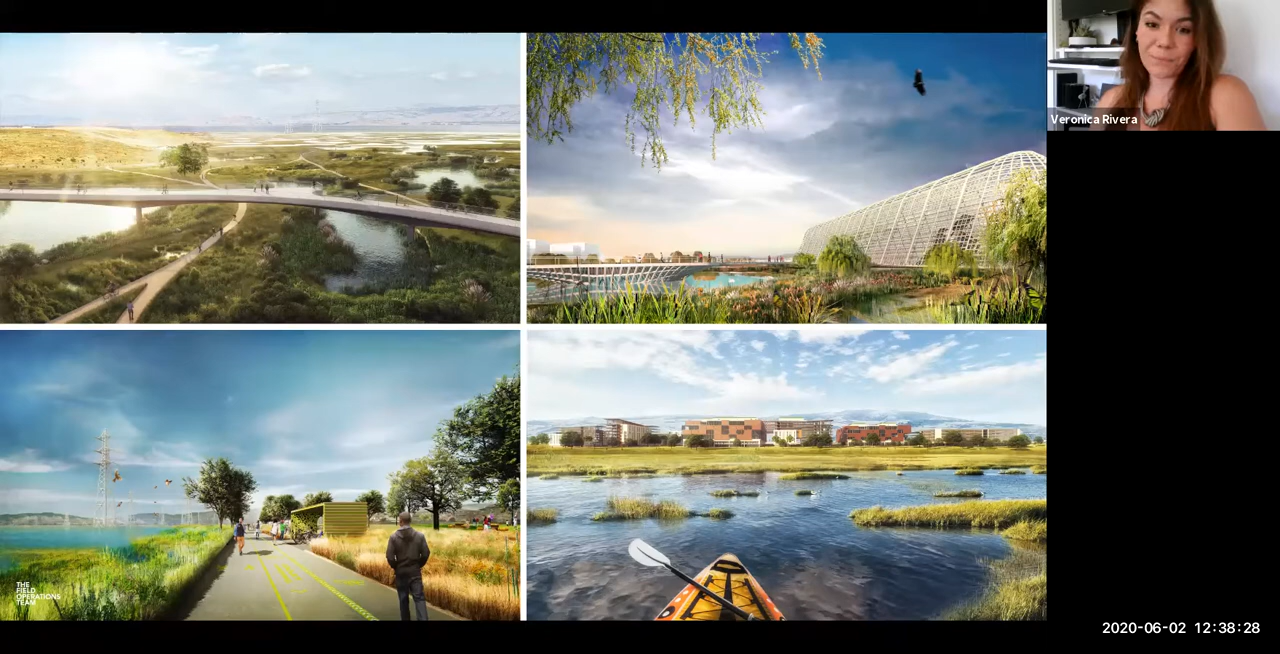 Veronica Rivera
THE
FIELD
OPERATIONS
TEAM
2020-06-02 12:38:28